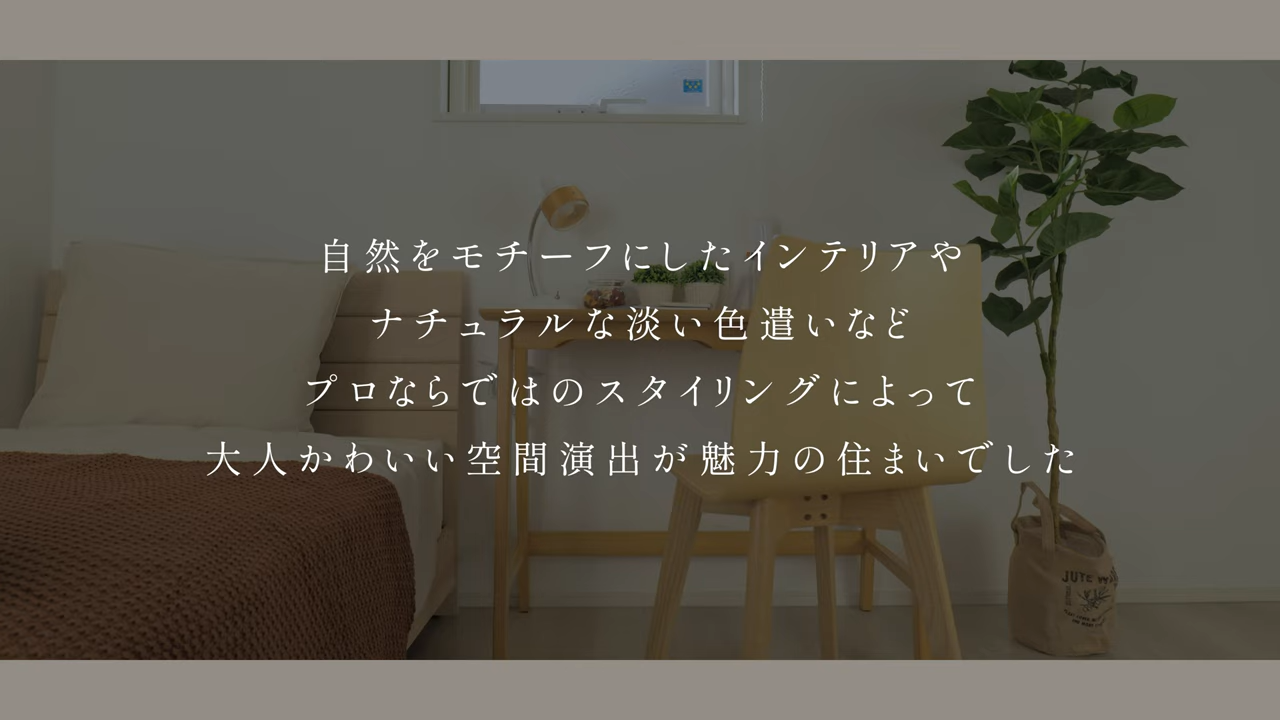 自然をモチーフにしたインテリアや
ナチュラルな淡い色遣いなど
プロならではのスタイリングによって
大人かわいい空間演出が魅力の住まいでした
JUTE